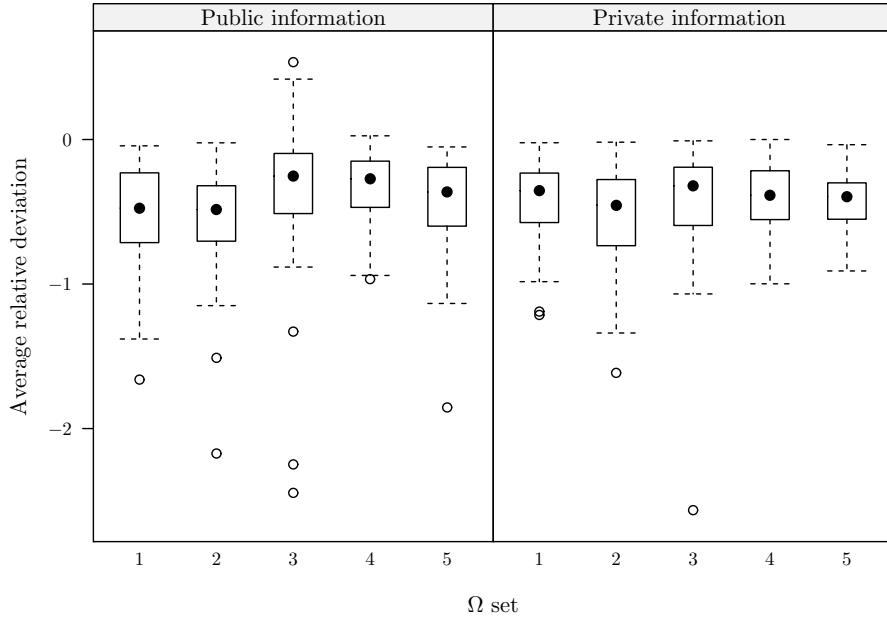 Public information
Private information
Average relative deviation
0
−1
−2
1 2 3 4 5
1 2 3 4 5
Ω set